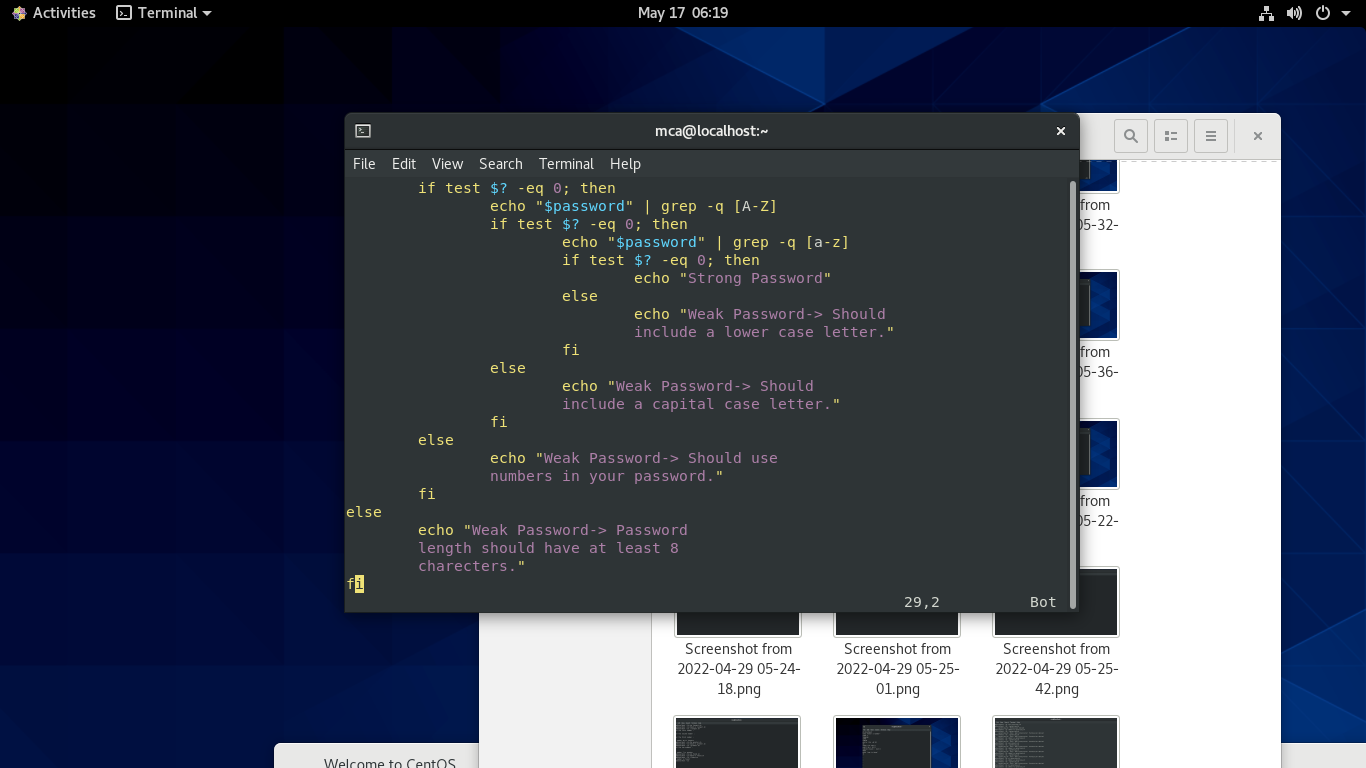 Activities
Terminal
May 17 06:19
mca@localhost:~
File Edit View Search Terminal Help
if test $? -eq 0; then
echo "$password" | grep -q [A-Z]
if test $? -eq 0; then
echo "$password" | grep -q [a-z]
if test $? -eq 0; then
echo "Strong Password"
else
echo "Weak Password-> Should
include a lower case letter."
fi
else
echo "Weak Password-> Should
include a capital case letter."
fi
else
echo "Weak Password-> Should use
numbers in your password."
fi
else
echo "Weak Password-> Password
length should have at least 8
charecters."
fi
29,2 Bot
from
05-32-
from
05-36-
from
05-22-
Screenshot from
2022-04-29 05-24-
18.png
Screenshot from
2022-04-29 05-25-
01.png
Screenshot from
2022-04-29 05-25-
42.png
Welcome to CentOS